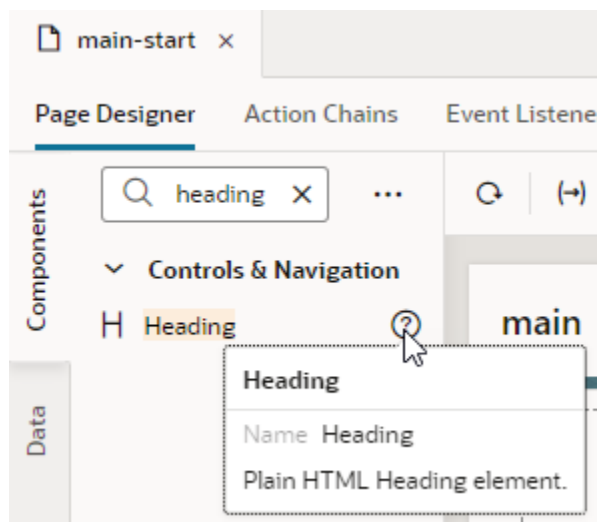 main-start
Page Designer Action Chains Event Listene
Components
heading
Controls & Navigation
H Heading
main
Heading
Name Heading
Plain HTML Heading element.
Data